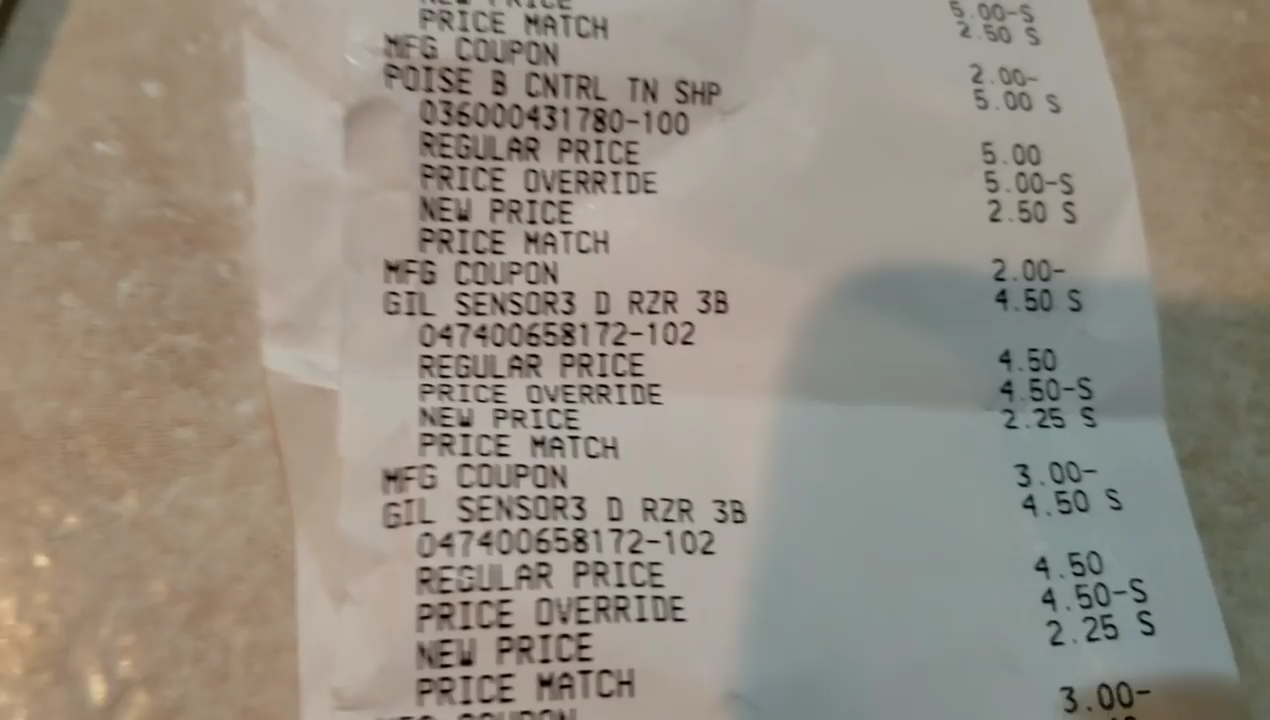 NEW PRICE 5.00-S
PRICE MATCH 2.50 S
MFG COUPON 2.00-
POISE B CNTRL TN SHP 5.00 S
036000431780-100
REGULAR PRICE 5.00
PRICE OVERRIDE 5.00-S
NEW PRICE 2.50 S
PRICE MATCH
MFG COUPON 2.00-
GIL SENSOR3 D RZR 3B 4.50 S
047400658172-102
REGULAR PRICE 4.50
PRICE OVERRIDE 4.50-S
NEW PRICE 2.25 S
PRICE MATCH
MFG COUPON 3.00-
GIL SENSOR3 D RZR 3B 4.50 S
047400658172-102
REGULAR PRICE 4.50
PRICE OVERRIDE 4.50-S
NEW PRICE 2.25 S
PRICE MATCH
MFG COUPON 3.00-